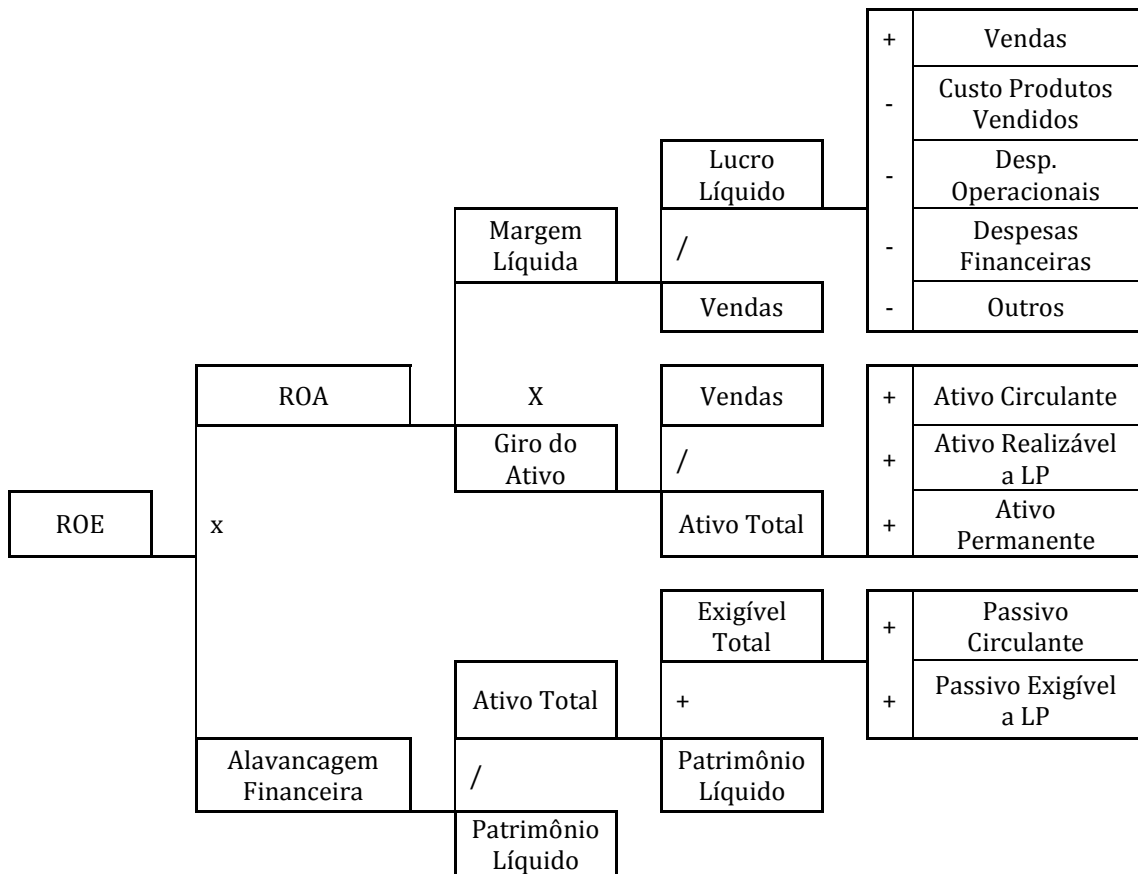 + Vendas
- Custo Produtos
Vendidos
Lucro
Líquido
- Desp.
Operacionais
Margem
Líquida
/
- Despesas
Financeiras
Vendas
- Outros
ROA
X
Vendas
+ Ativo Circulante
Giro do
Ativo
/
+ Ativo Realizável
a LP
ROE
x
Ativo Total
+ Ativo
Permanente
Exigível
Total
+ Passivo
Circulante
Ativo Total
+
+ Passivo Exigível
a LP
Alavancagem
Financeira
/
Patrimônio
Líquido
Patrimônio
Líquido